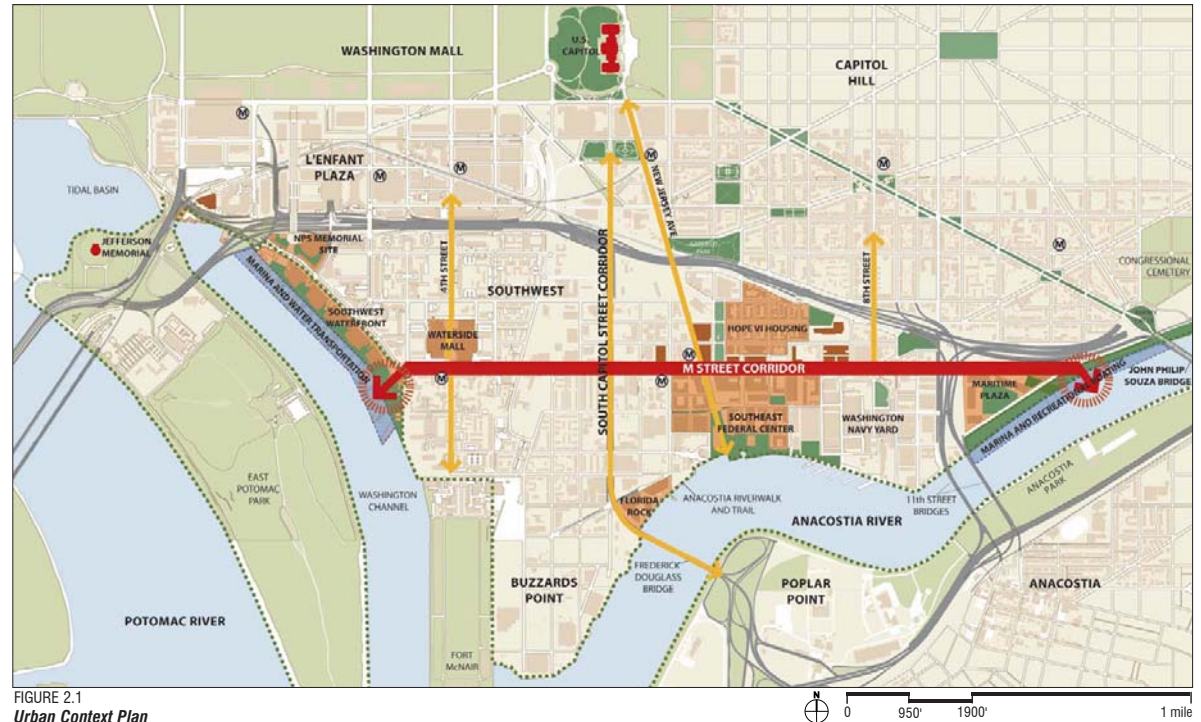 WASHINGTON MALL
U.S.
CAPITOL
CAPITOL
HILL
M
L'ENFANT
PLAZA
M
M
M
M
TIDAL BASIN
NEW JERSEY AVE.
JEFFERSON
MEMORIAL
NPS MEMORIAL
SITE
4TH STREET
SOUTH CAPITOL STREET CORRIDOR
8TH STREET
M
CONGRESSIONAL
CEMETERY
MARINA AND WATER TRANSPORTATION
SOUTHWEST
SOUTHWEST
WATERFRONT
WATERSIDE
MALL
HOPE VI HOUSING
M
M STREET CORRIDOR
M
M
JOHN PHILIP
SOUZA BRIDGE
MARITIME
PLAZA
MARINA AND RECREATIONAL BOATING
SOUTHEAST
FEDERAL CENTER
WASHINGTON
NAVY YARD
EAST
POTOMAC
PARK
WASHINGTON
CHANNEL
FLORIDA
ROCK
ANACOSTIA RIVERWALK
AND TRAIL
11th STREET
BRIDGES
ANACOSTIA
PARK
ANACOSTIA RIVER
FREDERICK
DOUGLASS
BRIDGE
BUZZARDS
POINT
POPLAR
POINT
ANACOSTIA
POTOMAC RIVER
FORT
McNAIR
FIGURE 2.1
Urban Context Plan
N
0 950' 1900' 1 mile